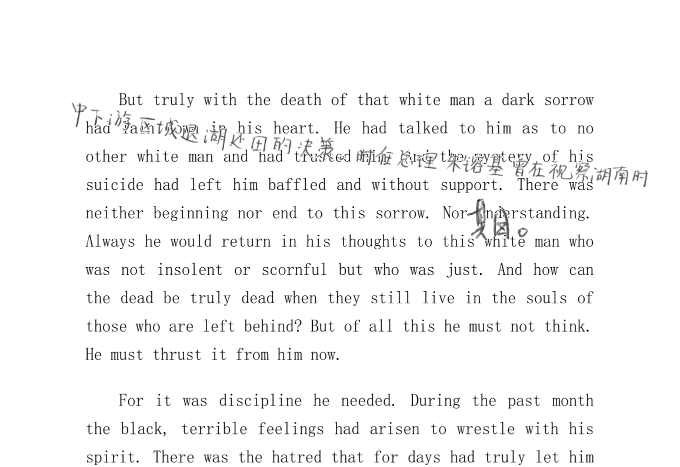 But truly with the death of that white man a dark sorrow
had lain down in his heart. He had talked to him as to no
other white man and had trusted him, and the mystery of his
suicide had left him baffled and without support. There was
neither beginning nor end to this sorrow. Nor understanding.
Always he would return in his thoughts to this white man who
was not insolent or scornful but who was just. And how can
the dead be truly dead when they still live in the souls of
those who are left behind? But of all this he must not think.
He must thrust it from him now.
For it was discipline he needed. During the past month
the black, terrible feelings had arisen to wrestle with his
spirit. There was the hatred that for days had truly let him
中下游区域退湖还田的决策。时任总理朱镕基曾在视察湖南时